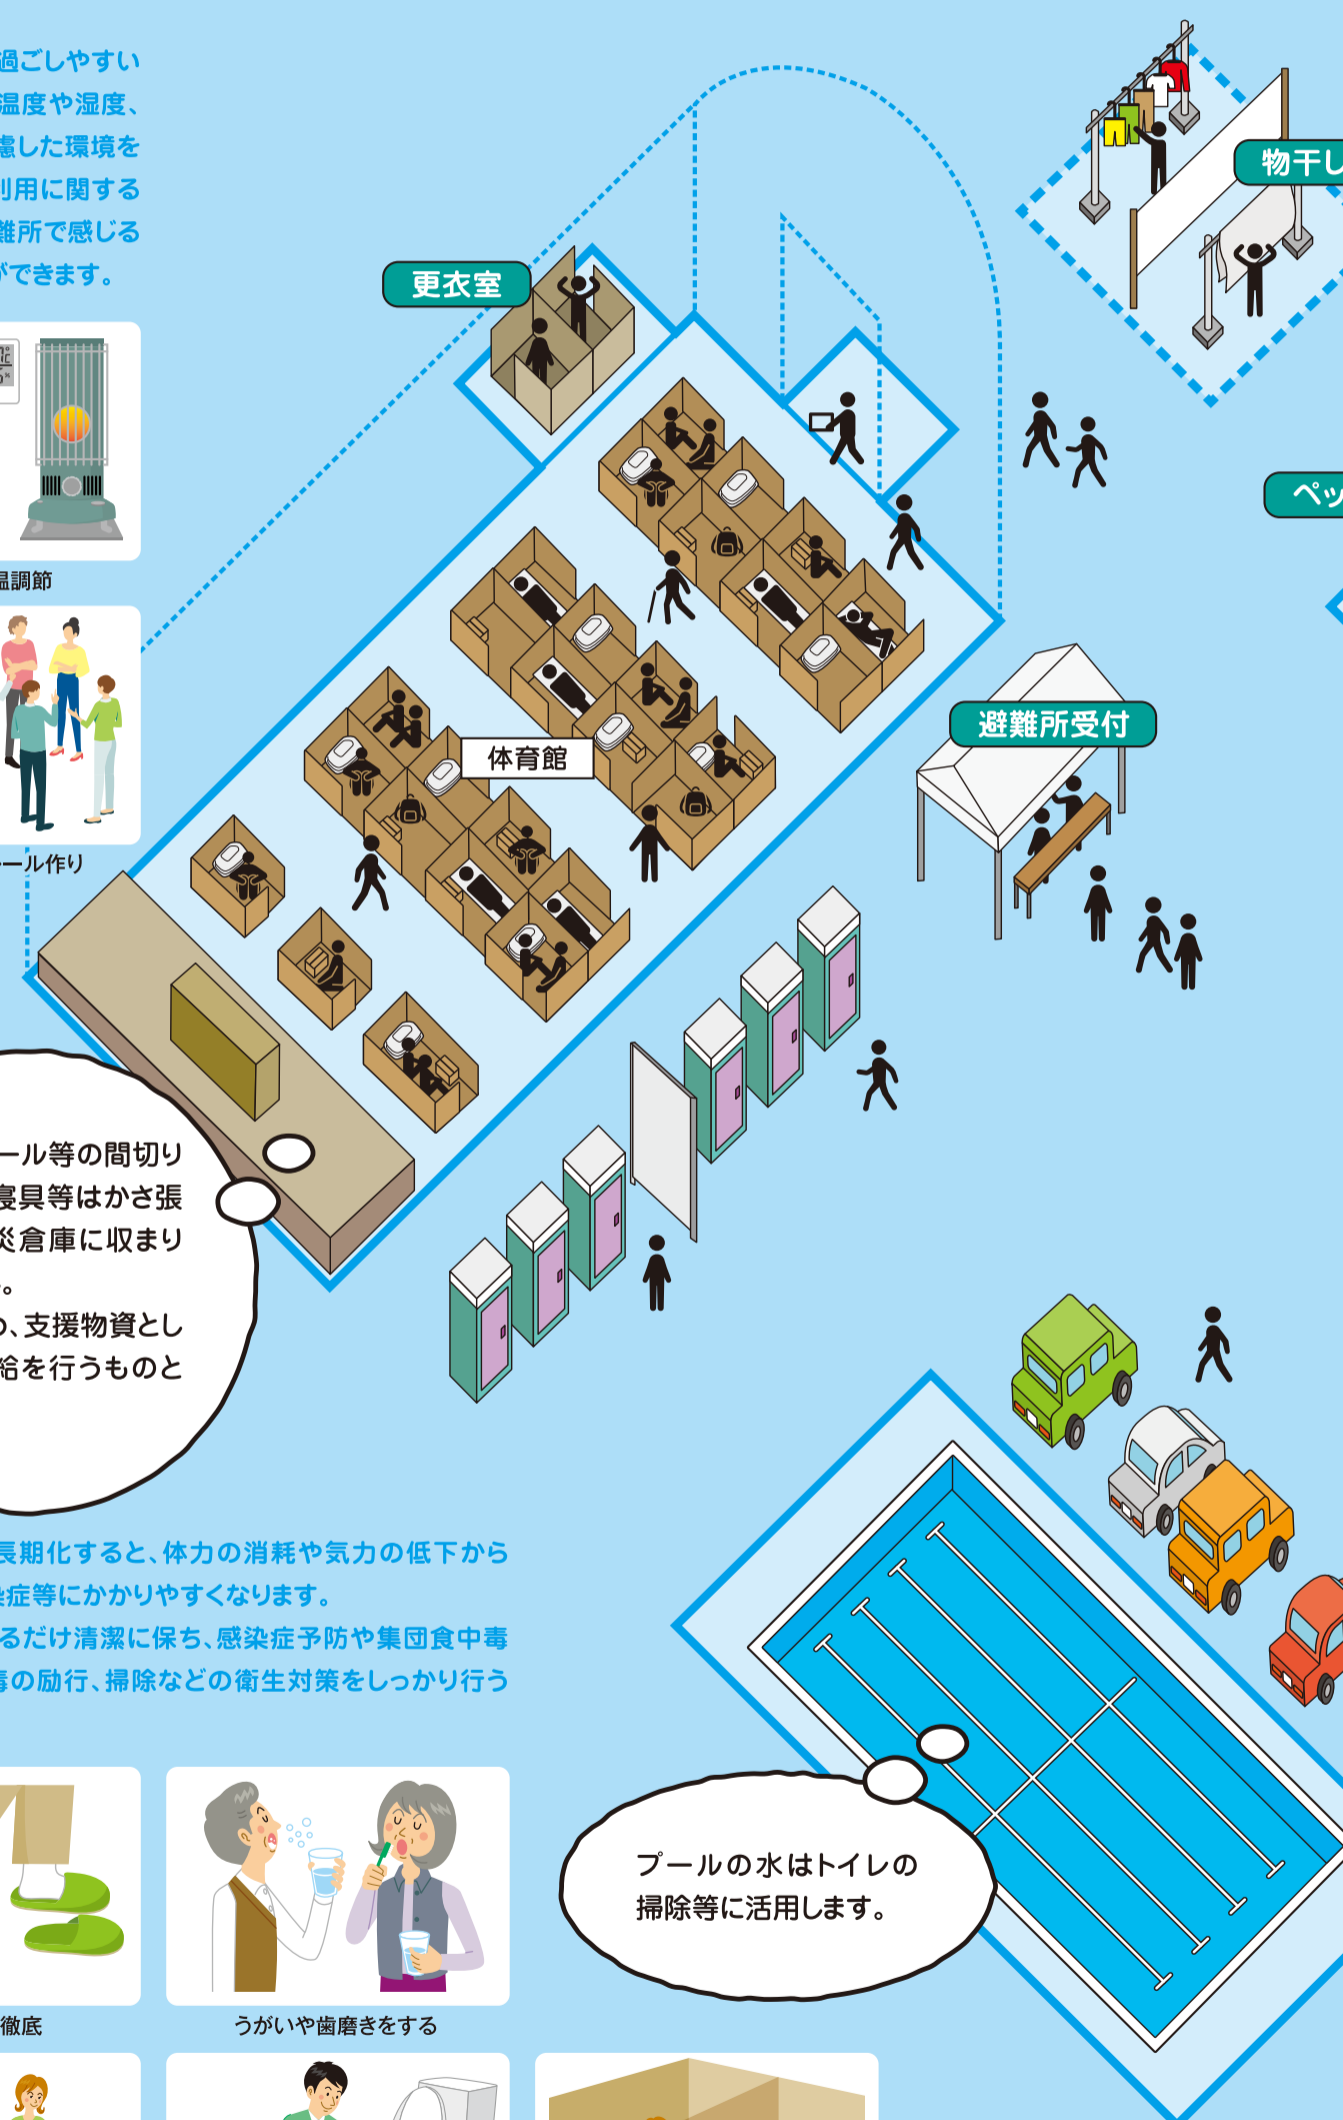 過ごしやすい
温度や湿度、
慮した環境を
利用に関する
難所で感じる
ができます。
物干し
更衣室
ペッ
温調節
避難所受付
体育館
ール作り
ール等の間切り
寝具等はかさ張
災倉庫に収まり
。
、支援物資とし
給を行うものと
長期化すると、体力の消耗や気力の低下から
染症等にかかりやすくなります。
るだけ清潔に保ち、感染症予防や集団食中毒
毒の励行、掃除などの衛生対策をしっかり行う
プールの水はトイレの
掃除等に活用します。
徹底
うがいや歯磨きをする